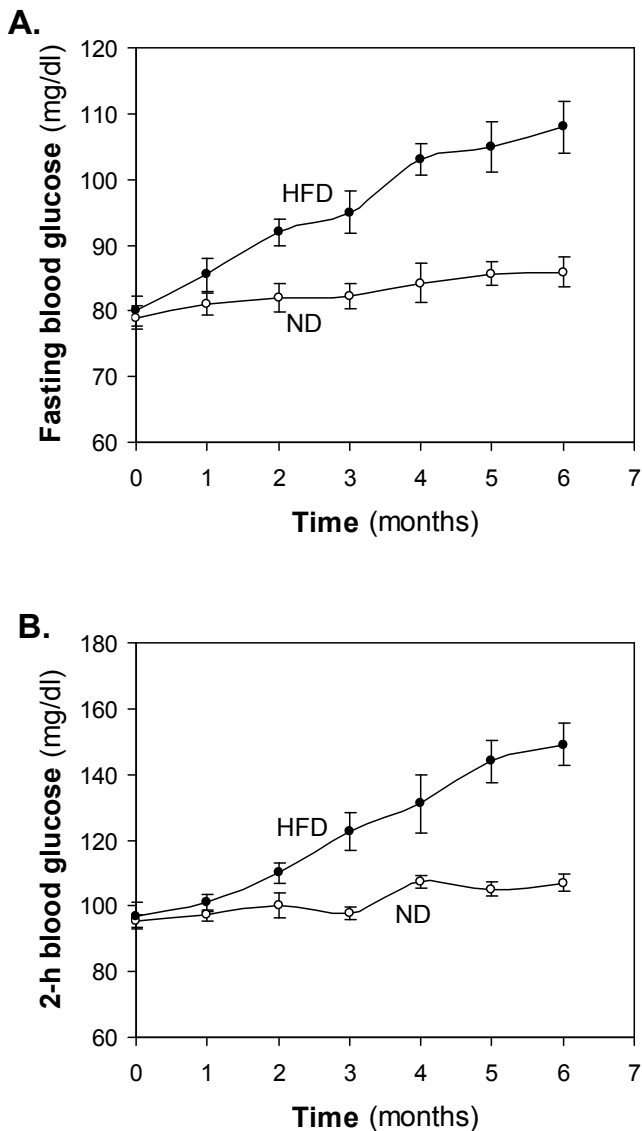 A.
Fasting blood glucose (mg/dl)
120
110
100
90
80
70
60
HFD
ND
0 1 2 3 4 5 6 7
Time (months)
B.
2-h blood glucose (mg/dl)
180
160
140
120
100
80
60
HFD
ND
0 1 2 3 4 5 6 7
Time (months)